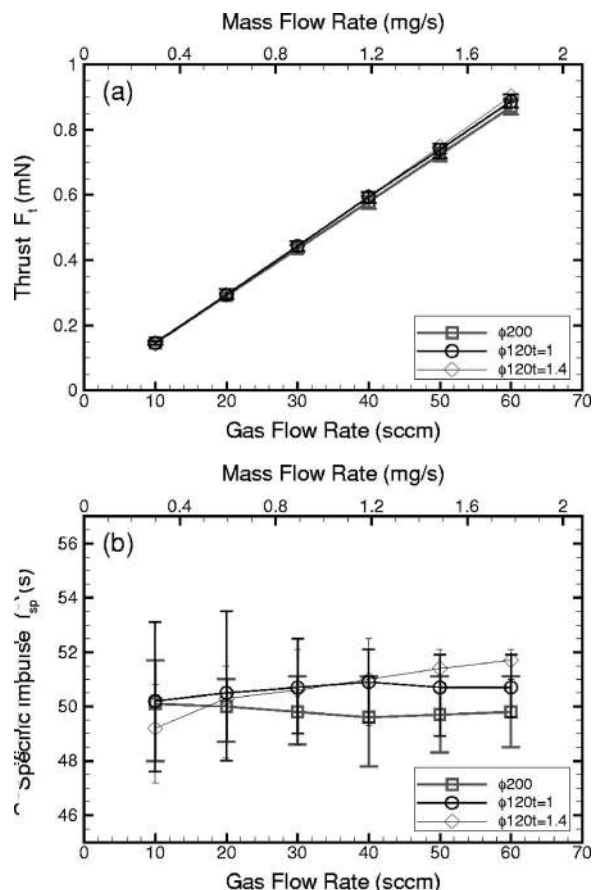 Mass Flow Rate (mg/s)
0 0.4 0.8 1.2 1.6 2
(a)
1
0.8
0.6
0.4
0.2
0
Thrust F_t (mN)
φ200
φ120t=1
φ120t=1.4
10 20 30 40 50 60 70
Gas Flow Rate (sccm)
Mass Flow Rate (mg/s)
0 0.4 0.8 1.2 1.6 2
(b)
56
54
52
50
48
46
Specific Impulse I_sp (s)
φ200
φ120t=1
φ120t=1.4
0 10 20 30 40 50 60 70
Gas Flow Rate (sccm)